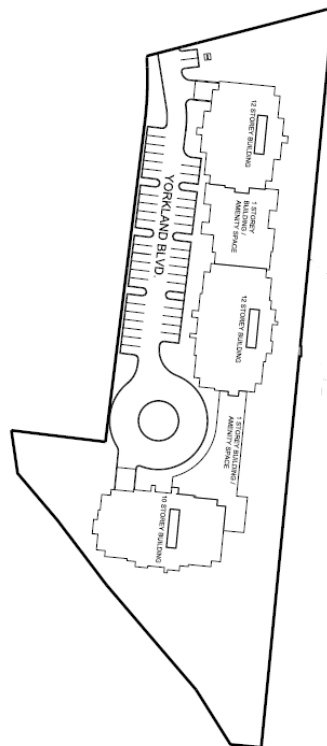 12 STOREY BUILDING
1 STOREY
BUILDING /
AMENITY SPACE
YORKLAND BLVD.
12 STOREY BUILDING
1 STOREY BUILDING /
AMENITY SPACE
10 STOREY BUILDING